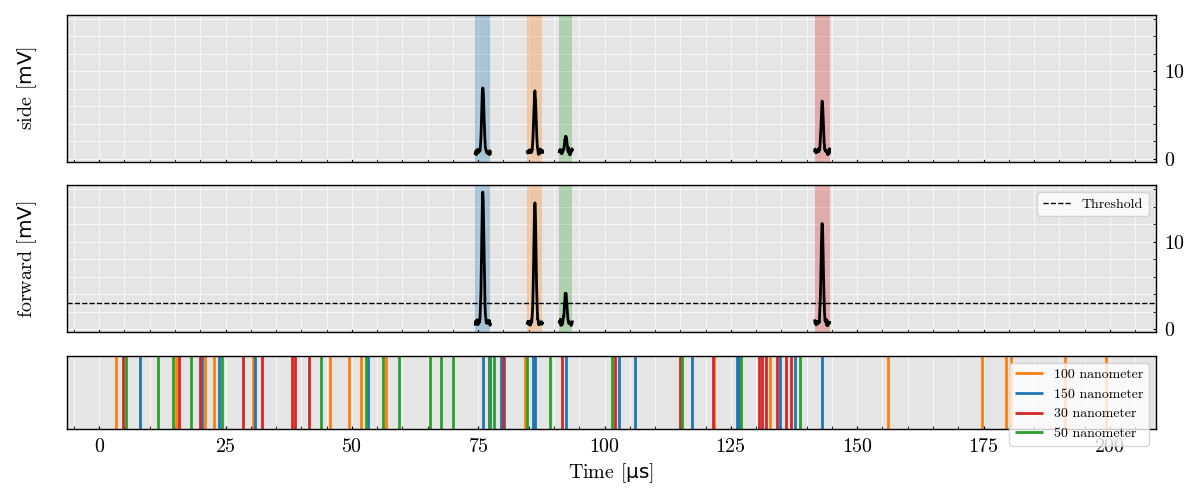 side [mV]
10
0
forward [mV]
Threshold
10
0
100 nanometer
150 nanometer
30 nanometer
50 nanometer
0 25 50 75 100 125 150 175 200
Time [µs]